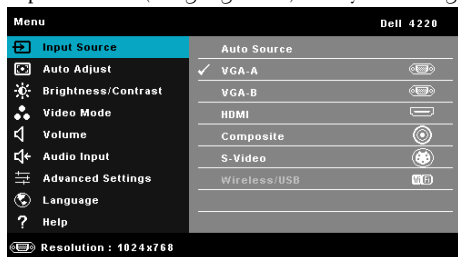 Menu Dell 4220
Input Source
Auto Adjust
Brightness/Contrast
Video Mode
Volume
Audio Input
Advanced Settings
Language
? Help
Auto Source
✓ VGA-A
VGA-B
HDMI
Composite
S-Video
Wireless/USB
Resolution : 1024x768